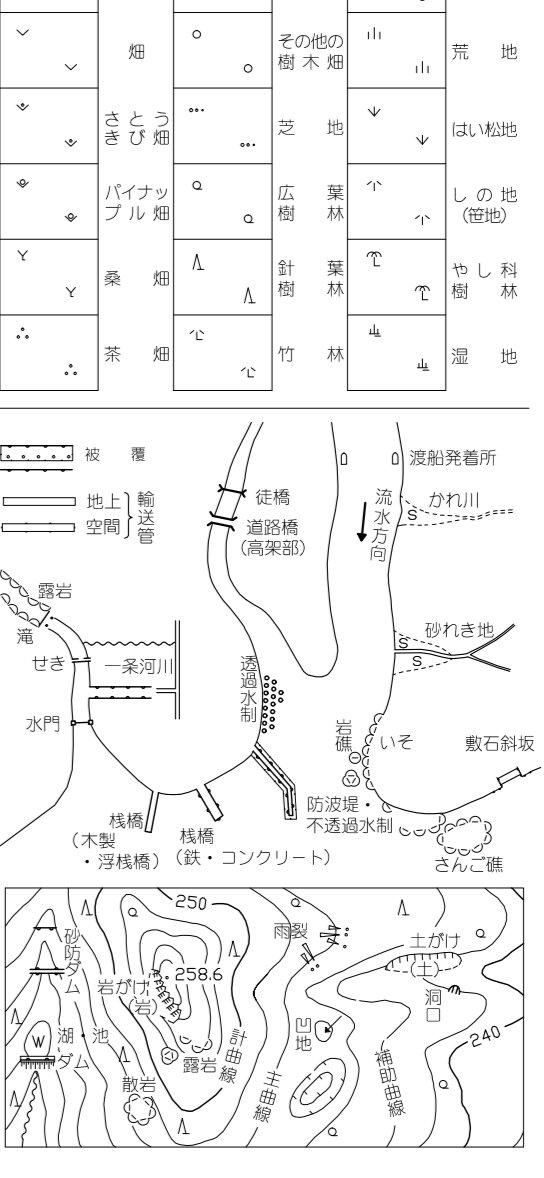 畑
その他の
樹木畑
荒地
さとう
きび畑
芝地
はい松地
パイナッ
プル畑
広葉
樹林
しの地
(笹地)
桑畑
針葉
樹林
やし科
樹林
茶畑
竹林
湿地
被覆
地上
空間
輸送管
徒橋
道路橋
(高架部)
渡船発着所
流水方向
かれ川
S
露岩
滝
せき
一条河川
水門
透過水制
砂れき地
S
S
岩礁
いそ
敷石斜坂
防波堤・
不透過水制
さんご礁
桟橋
(木製
・浮桟橋)
桟橋
(鉄・コンクリート)
250
砂防ダム
雨裂
土がけ
(土)
岩がけ
(岩)
258.6
洞口
湖・池
W
ダム
凹地
240
露岩
散岩
計曲線
主曲線
補助曲線